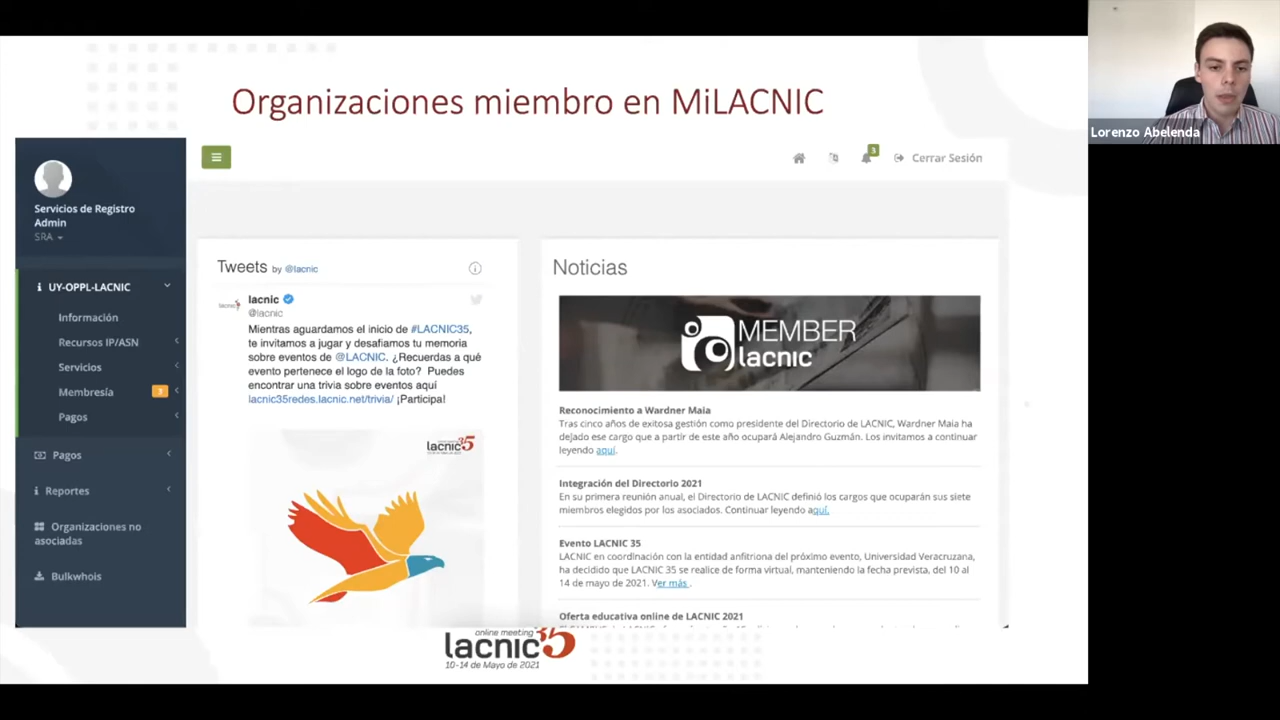 Organizaciones miembro en MiLACNIC
Lorenzo Abelenda
Servicios de Registro
Admin
SRA
UY-OPPL-LACNIC
Información
Recursos IP/ASN
Servicios
Membresía 3
Pagos
Pagos
Reportes
Organizaciones no
asociadas
Bulkwhois
3
Cerrar Sesión
Tweets by @lacnic
lacnic
@lacnic
Mientras aguardamos el inicio de #LACNIC35,
te invitamos a jugar y desafiamos tu memoria
sobre eventos de @LACNIC. ¿Recuerdas a qué
evento pertenece el logo de la foto? Puedes
encontrar una trivia sobre eventos aquí
lacnic35redes.lacnic.net/trivia/ ¡Participa!
lacnic35
Noticias
MEMBER
lacnic
Reconocimiento a Wardner Maia
Tras cinco años de exitosa gestión como presidente del Directorio de LACNIC, Wardner Maia ha
dejado ese cargo que a partir de este año ocupará Alejandro Guzmán. Los invitamos a continuar
leyendo aquí.
Integración del Directorio 2021
En su primera reunión anual, el Directorio de LACNIC definió los cargos que ocuparán sus siete
miembros elegidos por los asociados. Continuar leyendo aquí.
Evento LACNIC 35
LACNIC en coordinación con la entidad anfitriona del próximo evento, Universidad Veracruzana,
ha decidido que LACNIC 35 se realice de forma virtual, manteniendo la fecha prevista, del 10 al
14 de mayo de 2021. Ver más .
Oferta educativa online de LACNIC 2021
online meeting
lacnic35
10-14 de Mayo de 2021